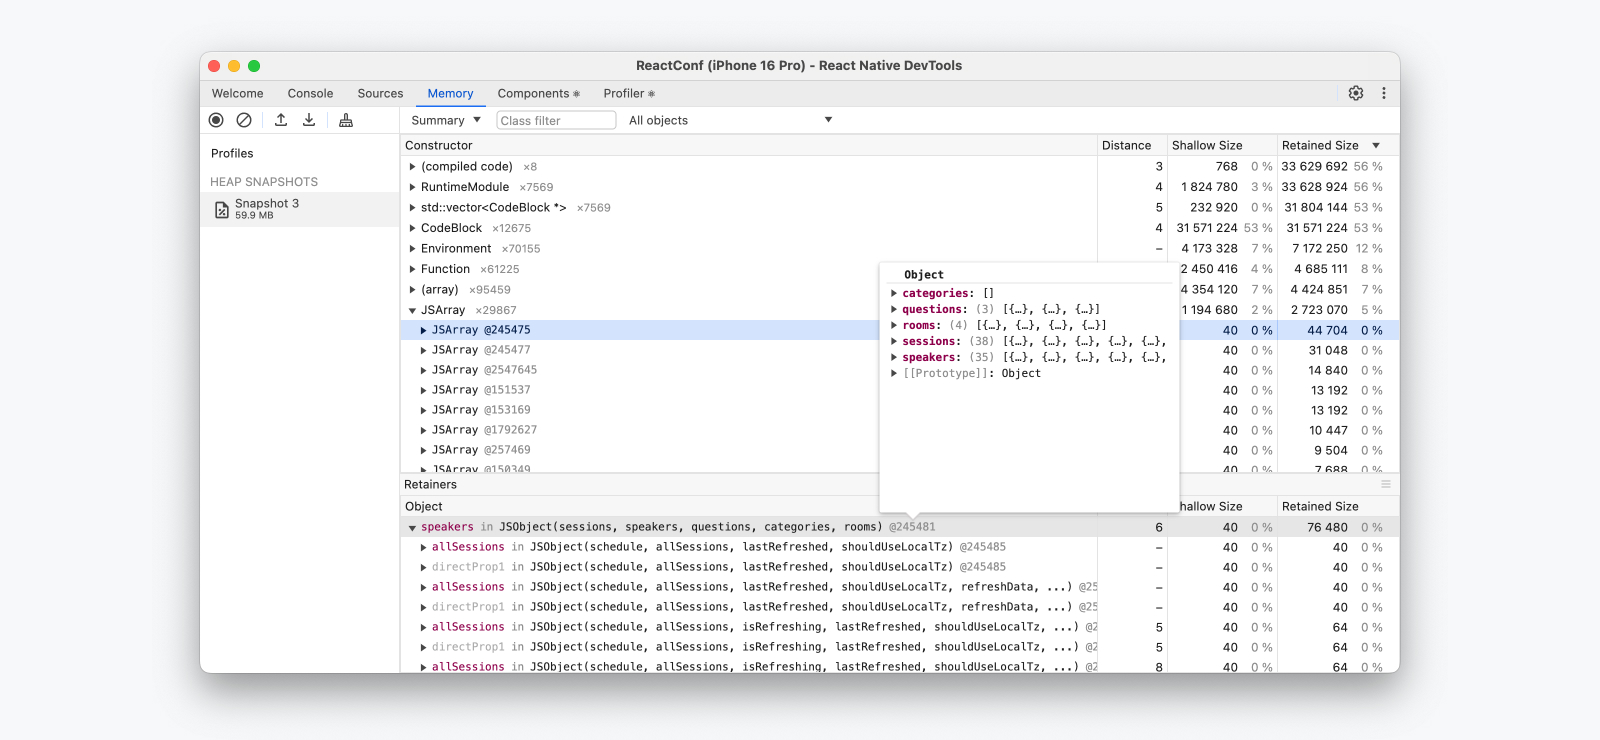 ReactConf (iPhone 16 Pro) - React Native DevTools
Welcome Console Sources Memory Components ⚛ Profiler ⚛
Summary ▼ Class filter All objects ▼
Profiles
HEAP SNAPSHOTS
Snapshot 3
59.9 MB
Constructor Distance Shallow Size Retained Size ▼
(compiled code) ×8 3 768 0 % 33 629 692 56 %
RuntimeModule ×7569 4 1 824 780 3 % 33 628 924 56 %
std::vector<CodeBlock *> ×7569 5 232 920 0 % 31 804 144 53 %
CodeBlock ×12675 4 31 571 224 53 % 31 571 224 53 %
Environment ×70155 – 4 173 328 7 % 7 172 250 12 %
Function ×61225 2 450 416 4 % 4 685 111 8 %
(array) ×95459 4 354 120 7 % 4 424 851 7 %
JSArray ×29867 1 194 680 2 % 2 723 070 5 %
JSArray @245475 40 0 % 44 704 0 %
JSArray @245477 40 0 % 31 048 0 %
JSArray @2547645 40 0 % 14 840 0 %
JSArray @151537 40 0 % 13 192 0 %
JSArray @153169 40 0 % 13 192 0 %
JSArray @1792627 40 0 % 10 447 0 %
JSArray @257469 40 0 % 9 504 0 %
JSArray @150349 40 0 % 7 688 0 %
Object
categories: []
questions: (3) [{…}, {…}, {…}]
rooms: (4) [{…}, {…}, {…}, {…}]
sessions: (38) [{…}, {…}, {…}, {…}, {…},
speakers: (35) [{…}, {…}, {…}, {…}, {…},
[[Prototype]]: Object
Retainers
Object hallow Size Retained Size
speakers in JSObject(sessions, speakers, questions, categories, rooms) @245481 6 40 0 % 76 480 0 %
allSessions in JSObject(schedule, allSessions, lastRefreshed, shouldUseLocalTz) @245485 – 40 0 % 40 0 %
directProp1 in JSObject(schedule, allSessions, lastRefreshed, shouldUseLocalTz) @245485 – 40 0 % 40 0 %
allSessions in JSObject(schedule, allSessions, lastRefreshed, shouldUseLocalTz, refreshData, ...) @25 – 40 0 % 40 0 %
directProp1 in JSObject(schedule, allSessions, lastRefreshed, shouldUseLocalTz, refreshData, ...) @25 – 40 0 % 40 0 %
allSessions in JSObject(schedule, allSessions, isRefreshing, lastRefreshed, shouldUseLocalTz, ...) @2 5 40 0 % 64 0 %
directProp1 in JSObject(schedule, allSessions, isRefreshing, lastRefreshed, shouldUseLocalTz, ...) @2 5 40 0 % 64 0 %
allSessions in JSObject(schedule, allSessions, isRefreshing, lastRefreshed, shouldUseLocalTz, ...) @2 8 40 0 % 64 0 %